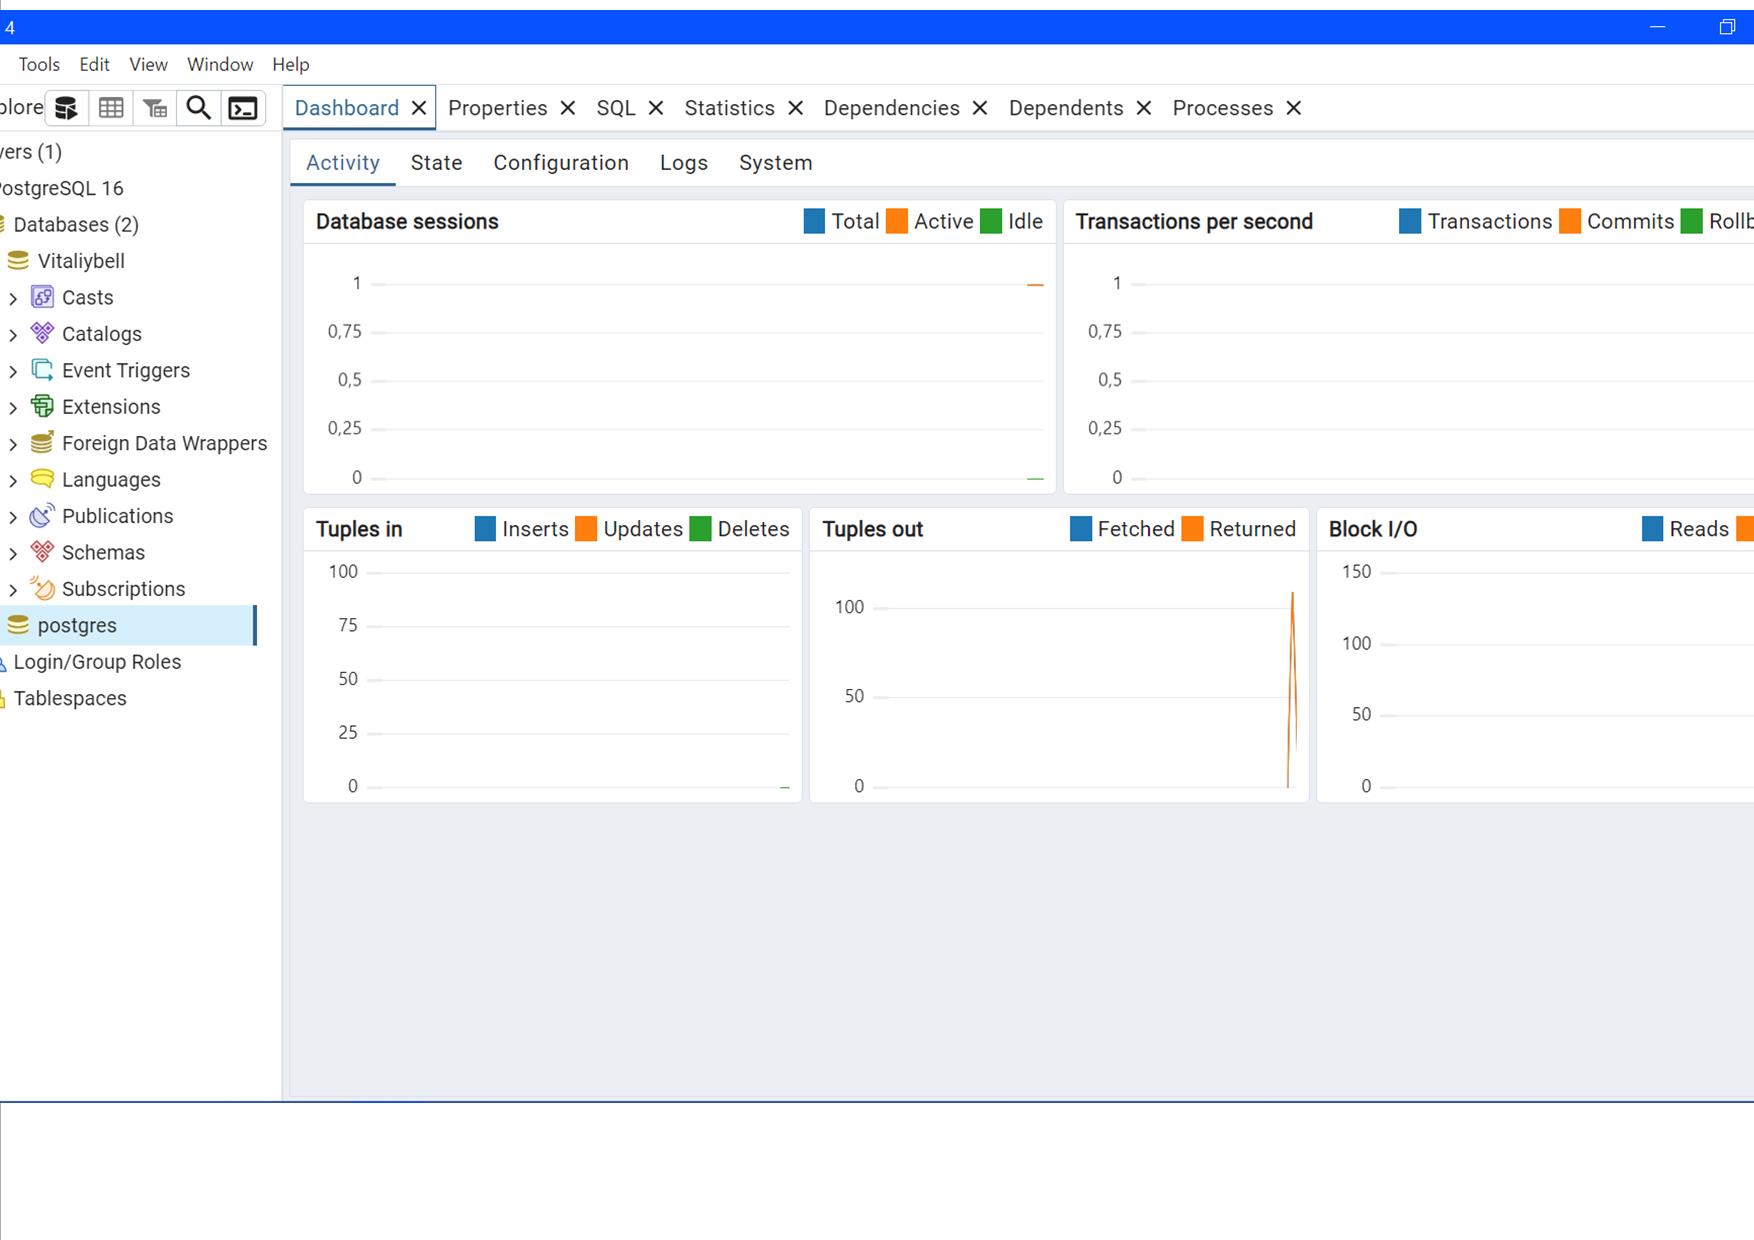 4
Tools Edit View Window Help
plore
Dashboard Properties SQL Statistics Dependencies Dependents Processes
vers (1)
PostgreSQL 16
Databases (2)
Vitaliybell
Casts
Catalogs
Event Triggers
Extensions
Foreign Data Wrappers
Languages
Publications
Schemas
Subscriptions
postgres
Login/Group Roles
Tablespaces
Activity State Configuration Logs System
Database sessions Total Active Idle
1
0,75
0,5
0,25
0
Transactions per second Transactions Commits Rollb
1
0,75
0,5
0,25
0
Tuples in Inserts Updates Deletes
100
75
50
25
0
Tuples out Fetched Returned
100
50
0
Block I/O Reads
150
100
50
0